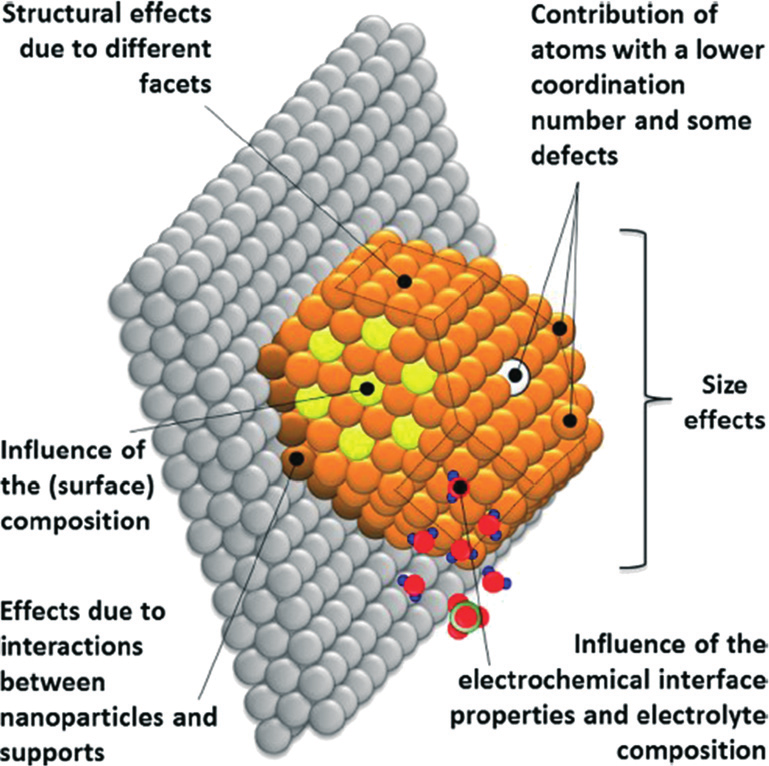 Structural effects
due to different
facets
Contribution of
atoms with a lower
coordination
number and some
defects
Size
effects
Influence of
the (surface)
composition
Effects due to
interactions
between
nanoparticles and
supports
Influence of the
electrochemical interface
properties and electrolyte
composition